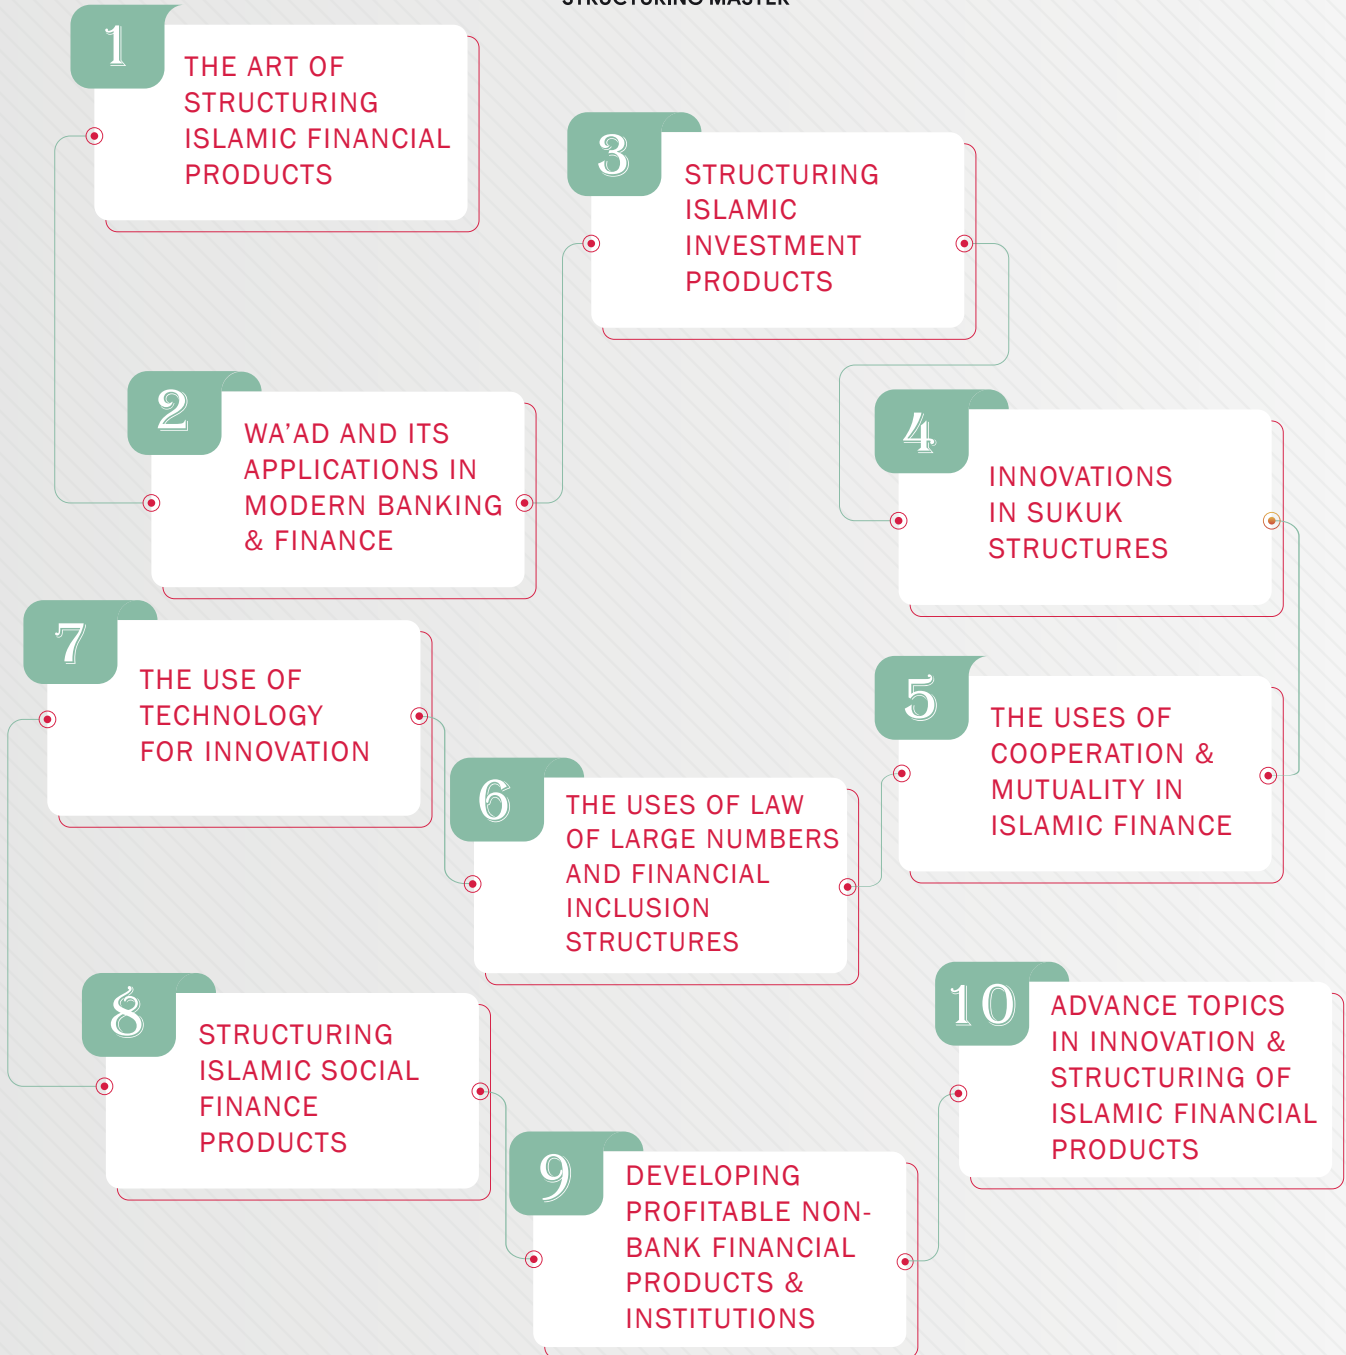 STRUCTURING MASTER
1
THE ART OF
STRUCTURING
ISLAMIC FINANCIAL
PRODUCTS
2
WA'AD AND ITS
APPLICATIONS IN
MODERN BANKING
& FINANCE
3
STRUCTURING
ISLAMIC
INVESTMENT
PRODUCTS
4
INNOVATIONS
IN SUKUK
STRUCTURES
5
THE USES OF
COOPERATION &
MUTUALITY IN
ISLAMIC FINANCE
6
THE USES OF LAW
OF LARGE NUMBERS
AND FINANCIAL
INCLUSION
STRUCTURES
7
THE USE OF
TECHNOLOGY
FOR INNOVATION
8
STRUCTURING
ISLAMIC SOCIAL
FINANCE
PRODUCTS
9
DEVELOPING
PROFITABLE NON-
BANK FINANCIAL
PRODUCTS &
INSTITUTIONS
10
ADVANCE TOPICS
IN INNOVATION &
STRUCTURING OF
ISLAMIC FINANCIAL
PRODUCTS